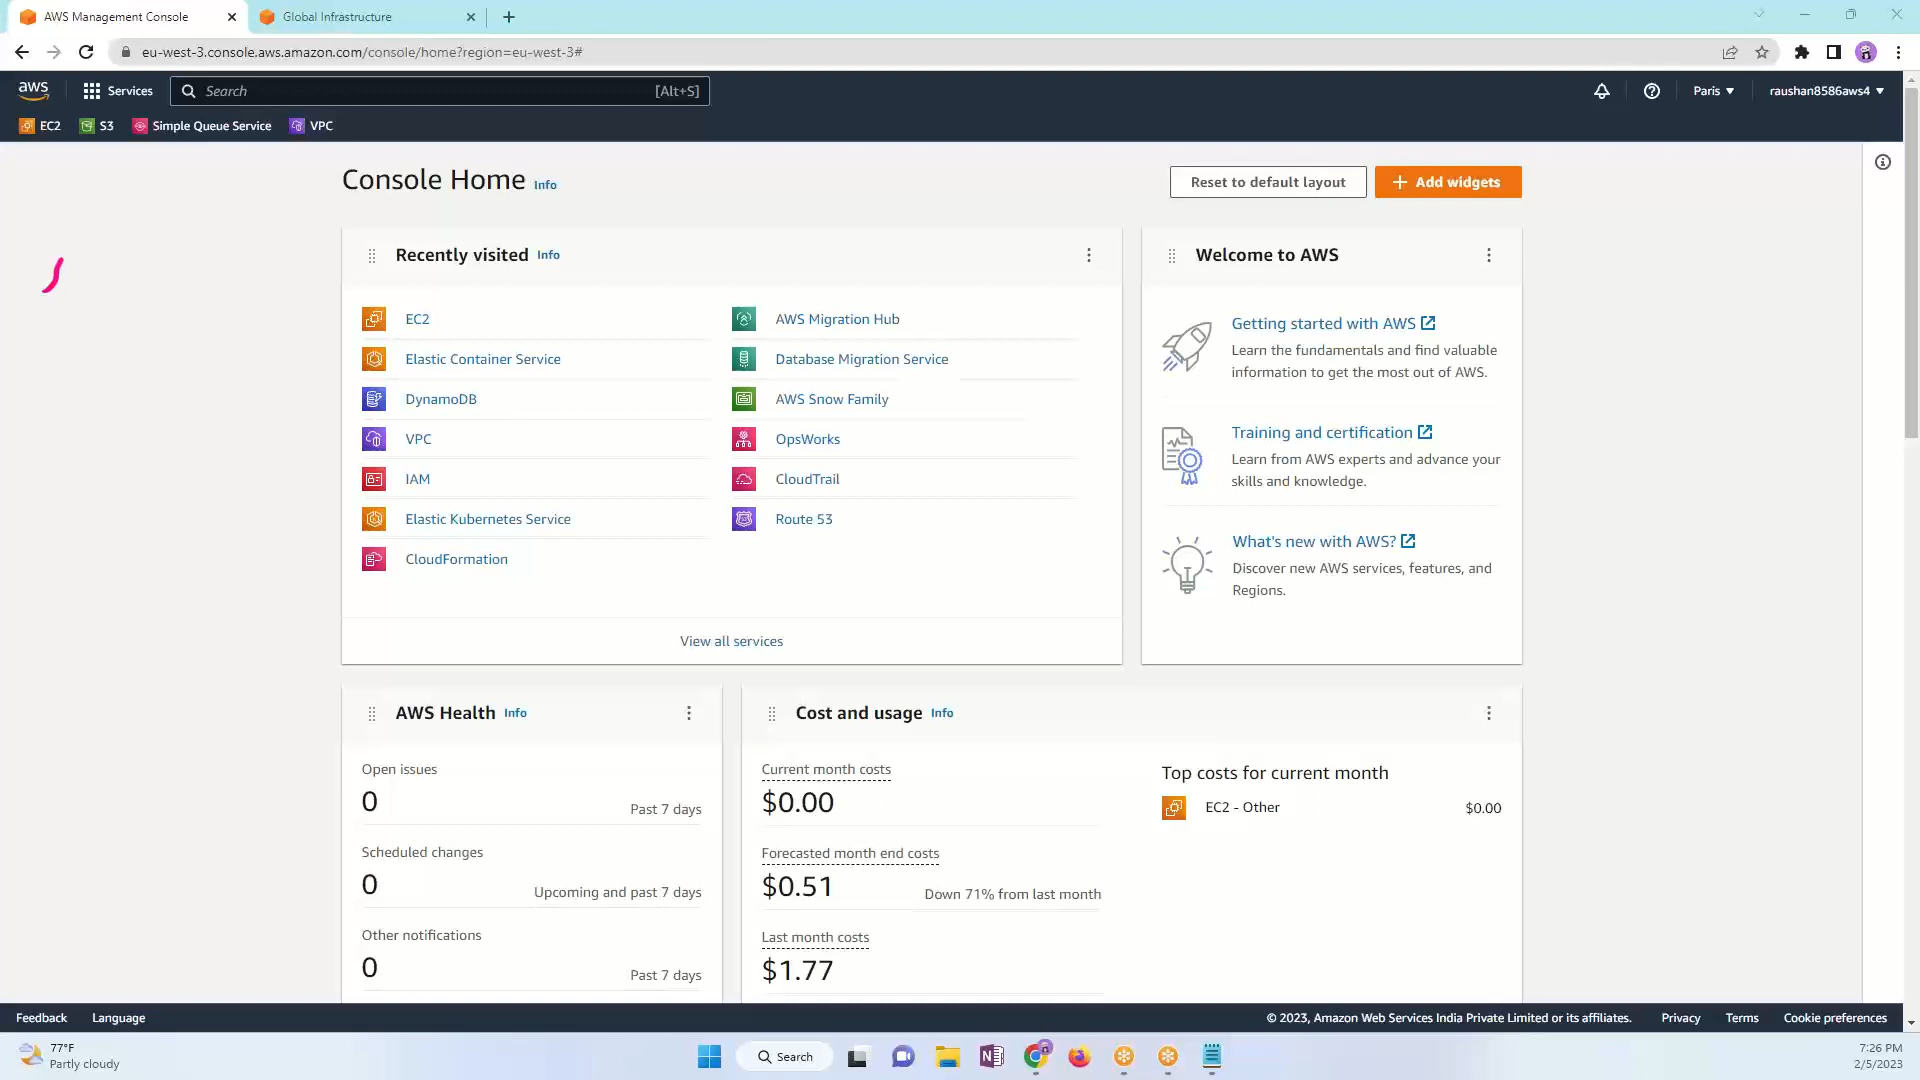 AWS Management Console
Global Infrastructure
eu-west-3.console.aws.amazon.com/console/home?region=eu-west-3#
aws
Services
Search
[Alt+S]
Paris
raushan8586aws4
EC2
S3
Simple Queue Service
VPC
Console Home Info
Reset to default layout
Add widgets
Recently visited Info
EC2
Elastic Container Service
DynamoDB
VPC
IAM
Elastic Kubernetes Service
CloudFormation
AWS Migration Hub
Database Migration Service
AWS Snow Family
OpsWorks
CloudTrail
Route 53
View all services
Welcome to AWS
Getting started with AWS
Learn the fundamentals and find valuable
information to get the most out of AWS.
Training and certification
Learn from AWS experts and advance your
skills and knowledge.
What's new with AWS?
Discover new AWS services, features, and
Regions.
AWS Health Info
Open issues
0
Past 7 days
Scheduled changes
0
Upcoming and past 7 days
Other notifications
0
Past 7 days
Cost and usage Info
Current month costs
$0.00
Forecasted month end costs
$0.51
Down 71% from last month
Last month costs
$1.77
Top costs for current month
EC2 - Other
$0.00
Feedback
Language
© 2023, Amazon Web Services India Private Limited or its affiliates.
Privacy
Terms
Cookie preferences
77°F
Partly cloudy
Search
7:26 PM
2/5/2023